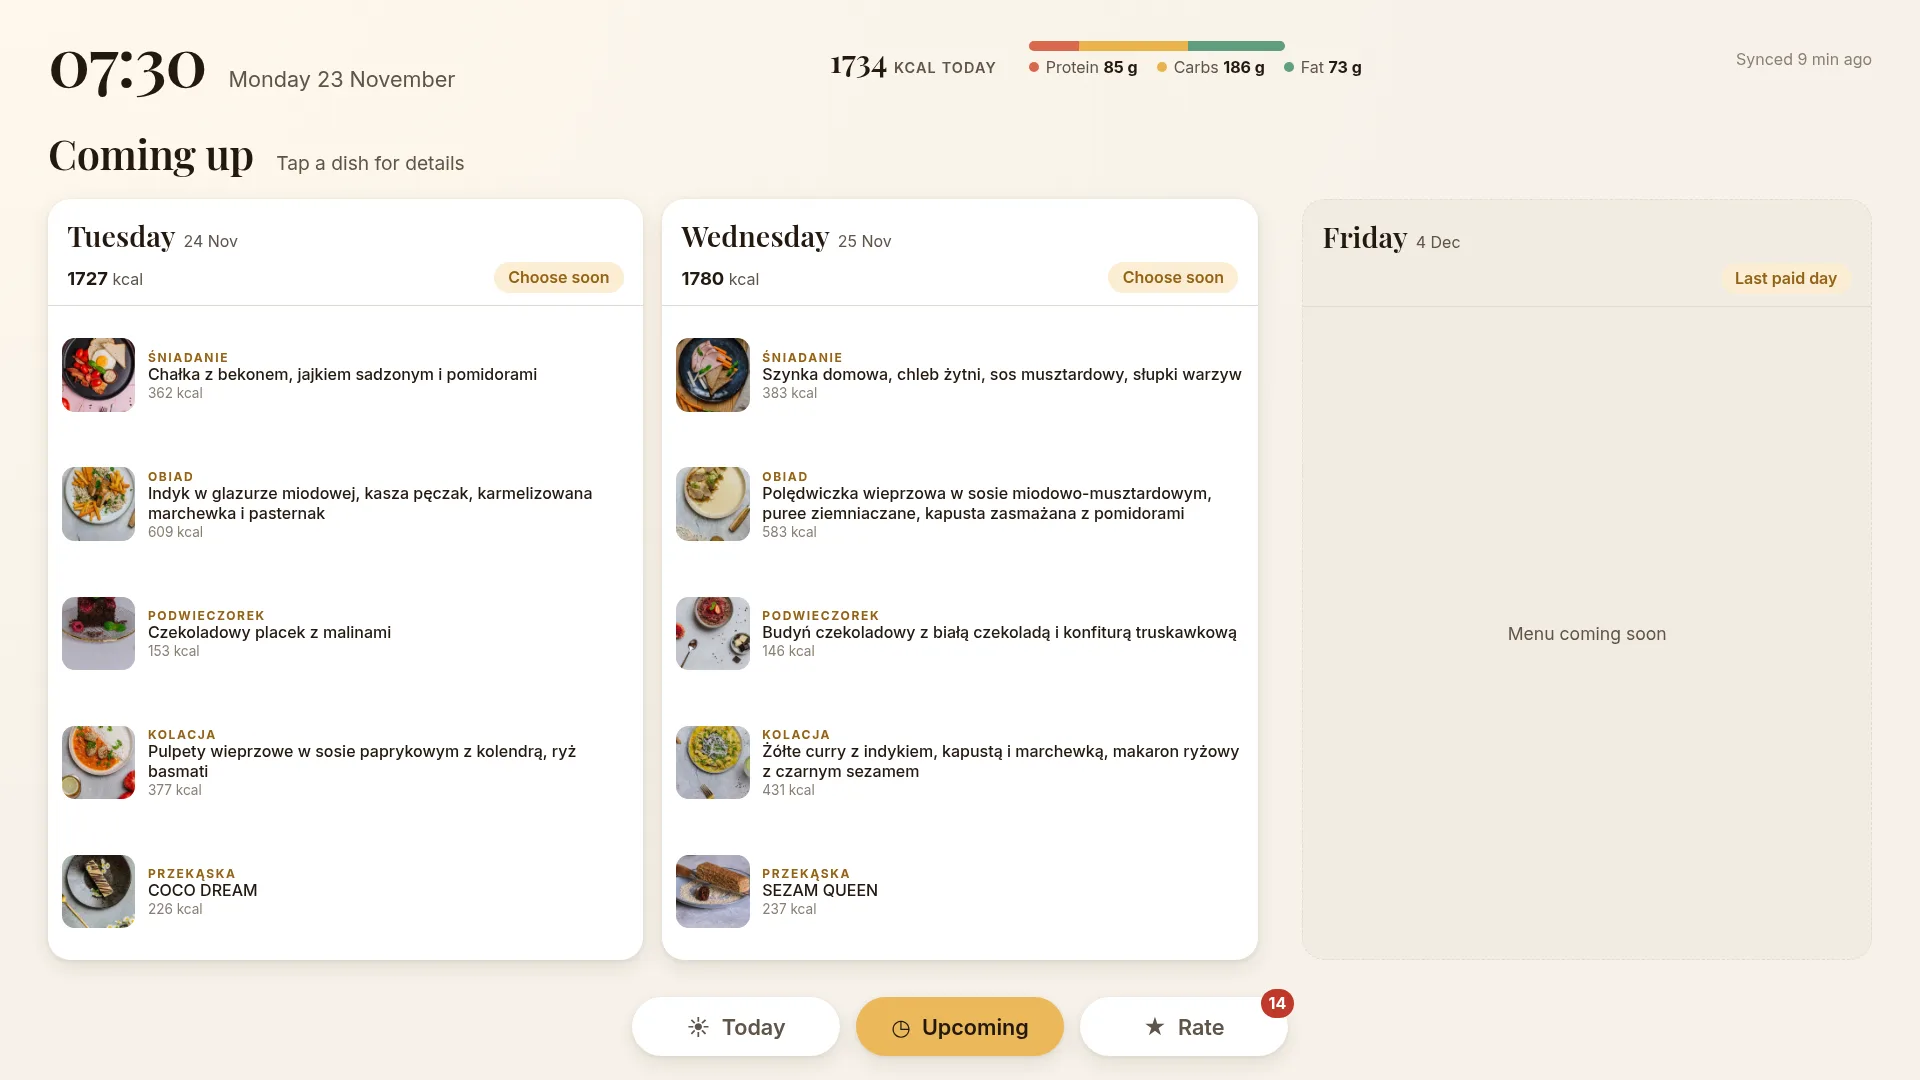 07:30 Monday 23 November
1734 KCAL TODAY
Protein 85 g Carbs 186 g Fat 73 g
Synced 9 min ago
Coming up Tap a dish for details
Tuesday 24 Nov
1727 kcal Choose soon
ŚNIADANIE
Chałka z bekonem, jajkiem sadzonym i pomidorami
362 kcal
OBIAD
Indyk w glazurze miodowej, kasza pęczak, karmelizowana
marchewka i pasternak
609 kcal
PODWIECZOREK
Czekoladowy placek z malinami
153 kcal
KOLACJA
Pulpety wieprzowe w sosie paprykowym z kolendrą, ryż
basmati
377 kcal
PRZEKĄSKA
COCO DREAM
226 kcal
Wednesday 25 Nov
1780 kcal Choose soon
ŚNIADANIE
Szynka domowa, chleb żytni, sos musztardowy, słupki warzyw
383 kcal
OBIAD
Polędwiczka wieprzowa w sosie miodowo-musztardowym,
puree ziemniaczane, kapusta zasmażana z pomidorami
583 kcal
PODWIECZOREK
Budyń czekoladowy z białą czekoladą i konfiturą truskawkową
146 kcal
KOLACJA
Żółte curry z indykiem, kapustą i marchewką, makaron ryżowy
z czarnym sezamem
431 kcal
PRZEKĄSKA
SEZAM QUEEN
237 kcal
Friday 4 Dec
Last paid day
Menu coming soon
Today
Upcoming
Rate
14